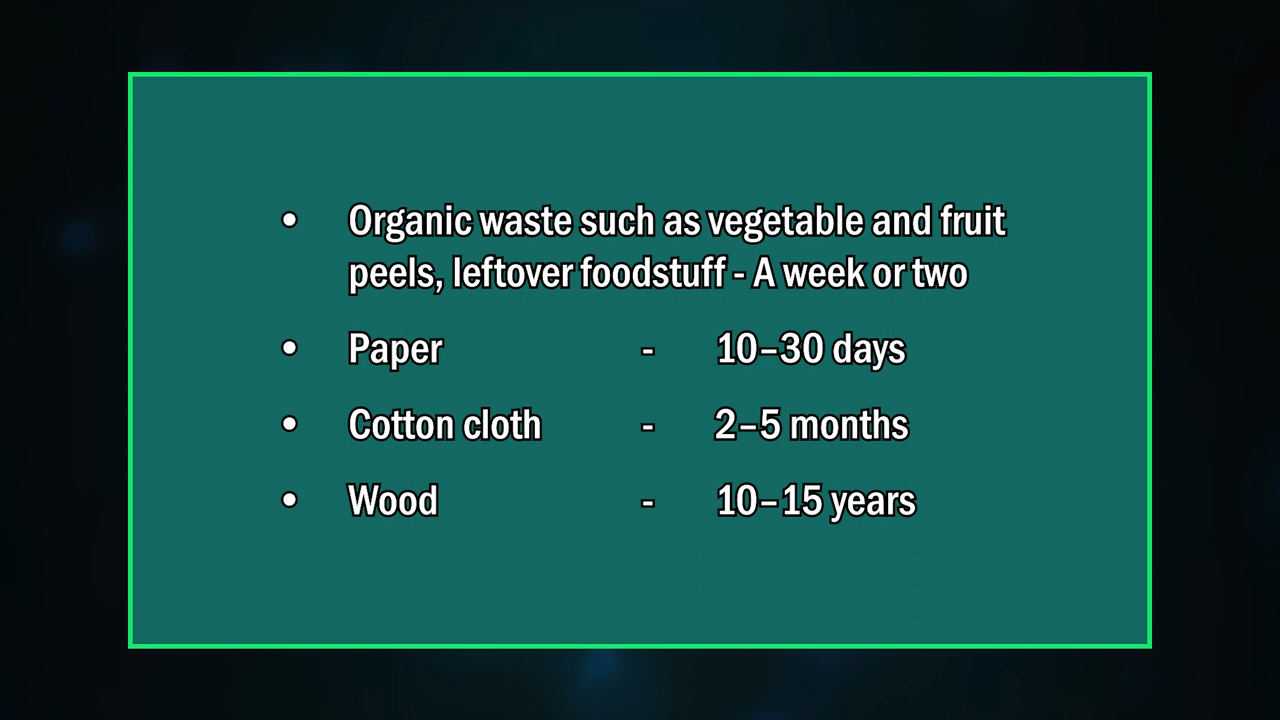 • Organic waste such as vegetable and fruit
peels, leftover foodstuff - A week or two
• Paper - 10–30 days
• Cotton cloth - 2–5 months
• Wood - 10–15 years